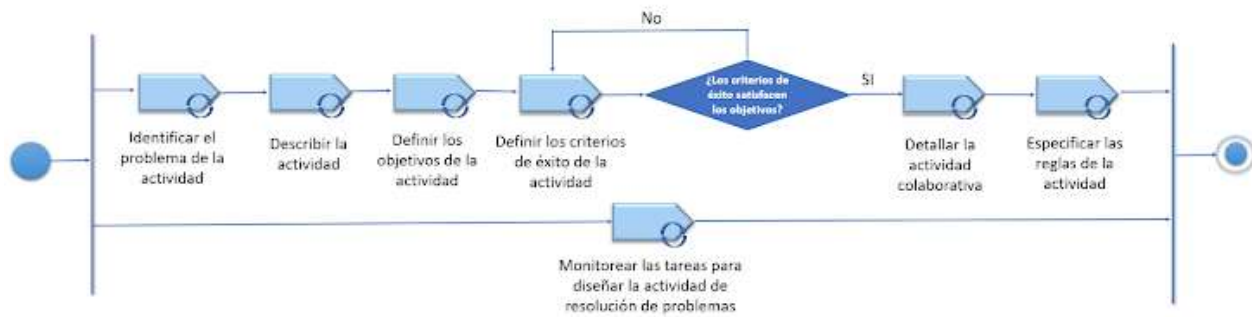 No
¿Los criterios de
éxito satisfacen
los objetivos?
SI
Identificar el
problema de la
actividad
Describir la
actividad
Definir los
objetivos de la
actividad
Definir los criterios
de éxito de la
actividad
Detallar la
actividad
colaborativa
Especificar las
reglas de la
actividad
Monitorear las tareas para
diseñar la actividad de
resolución de problemas